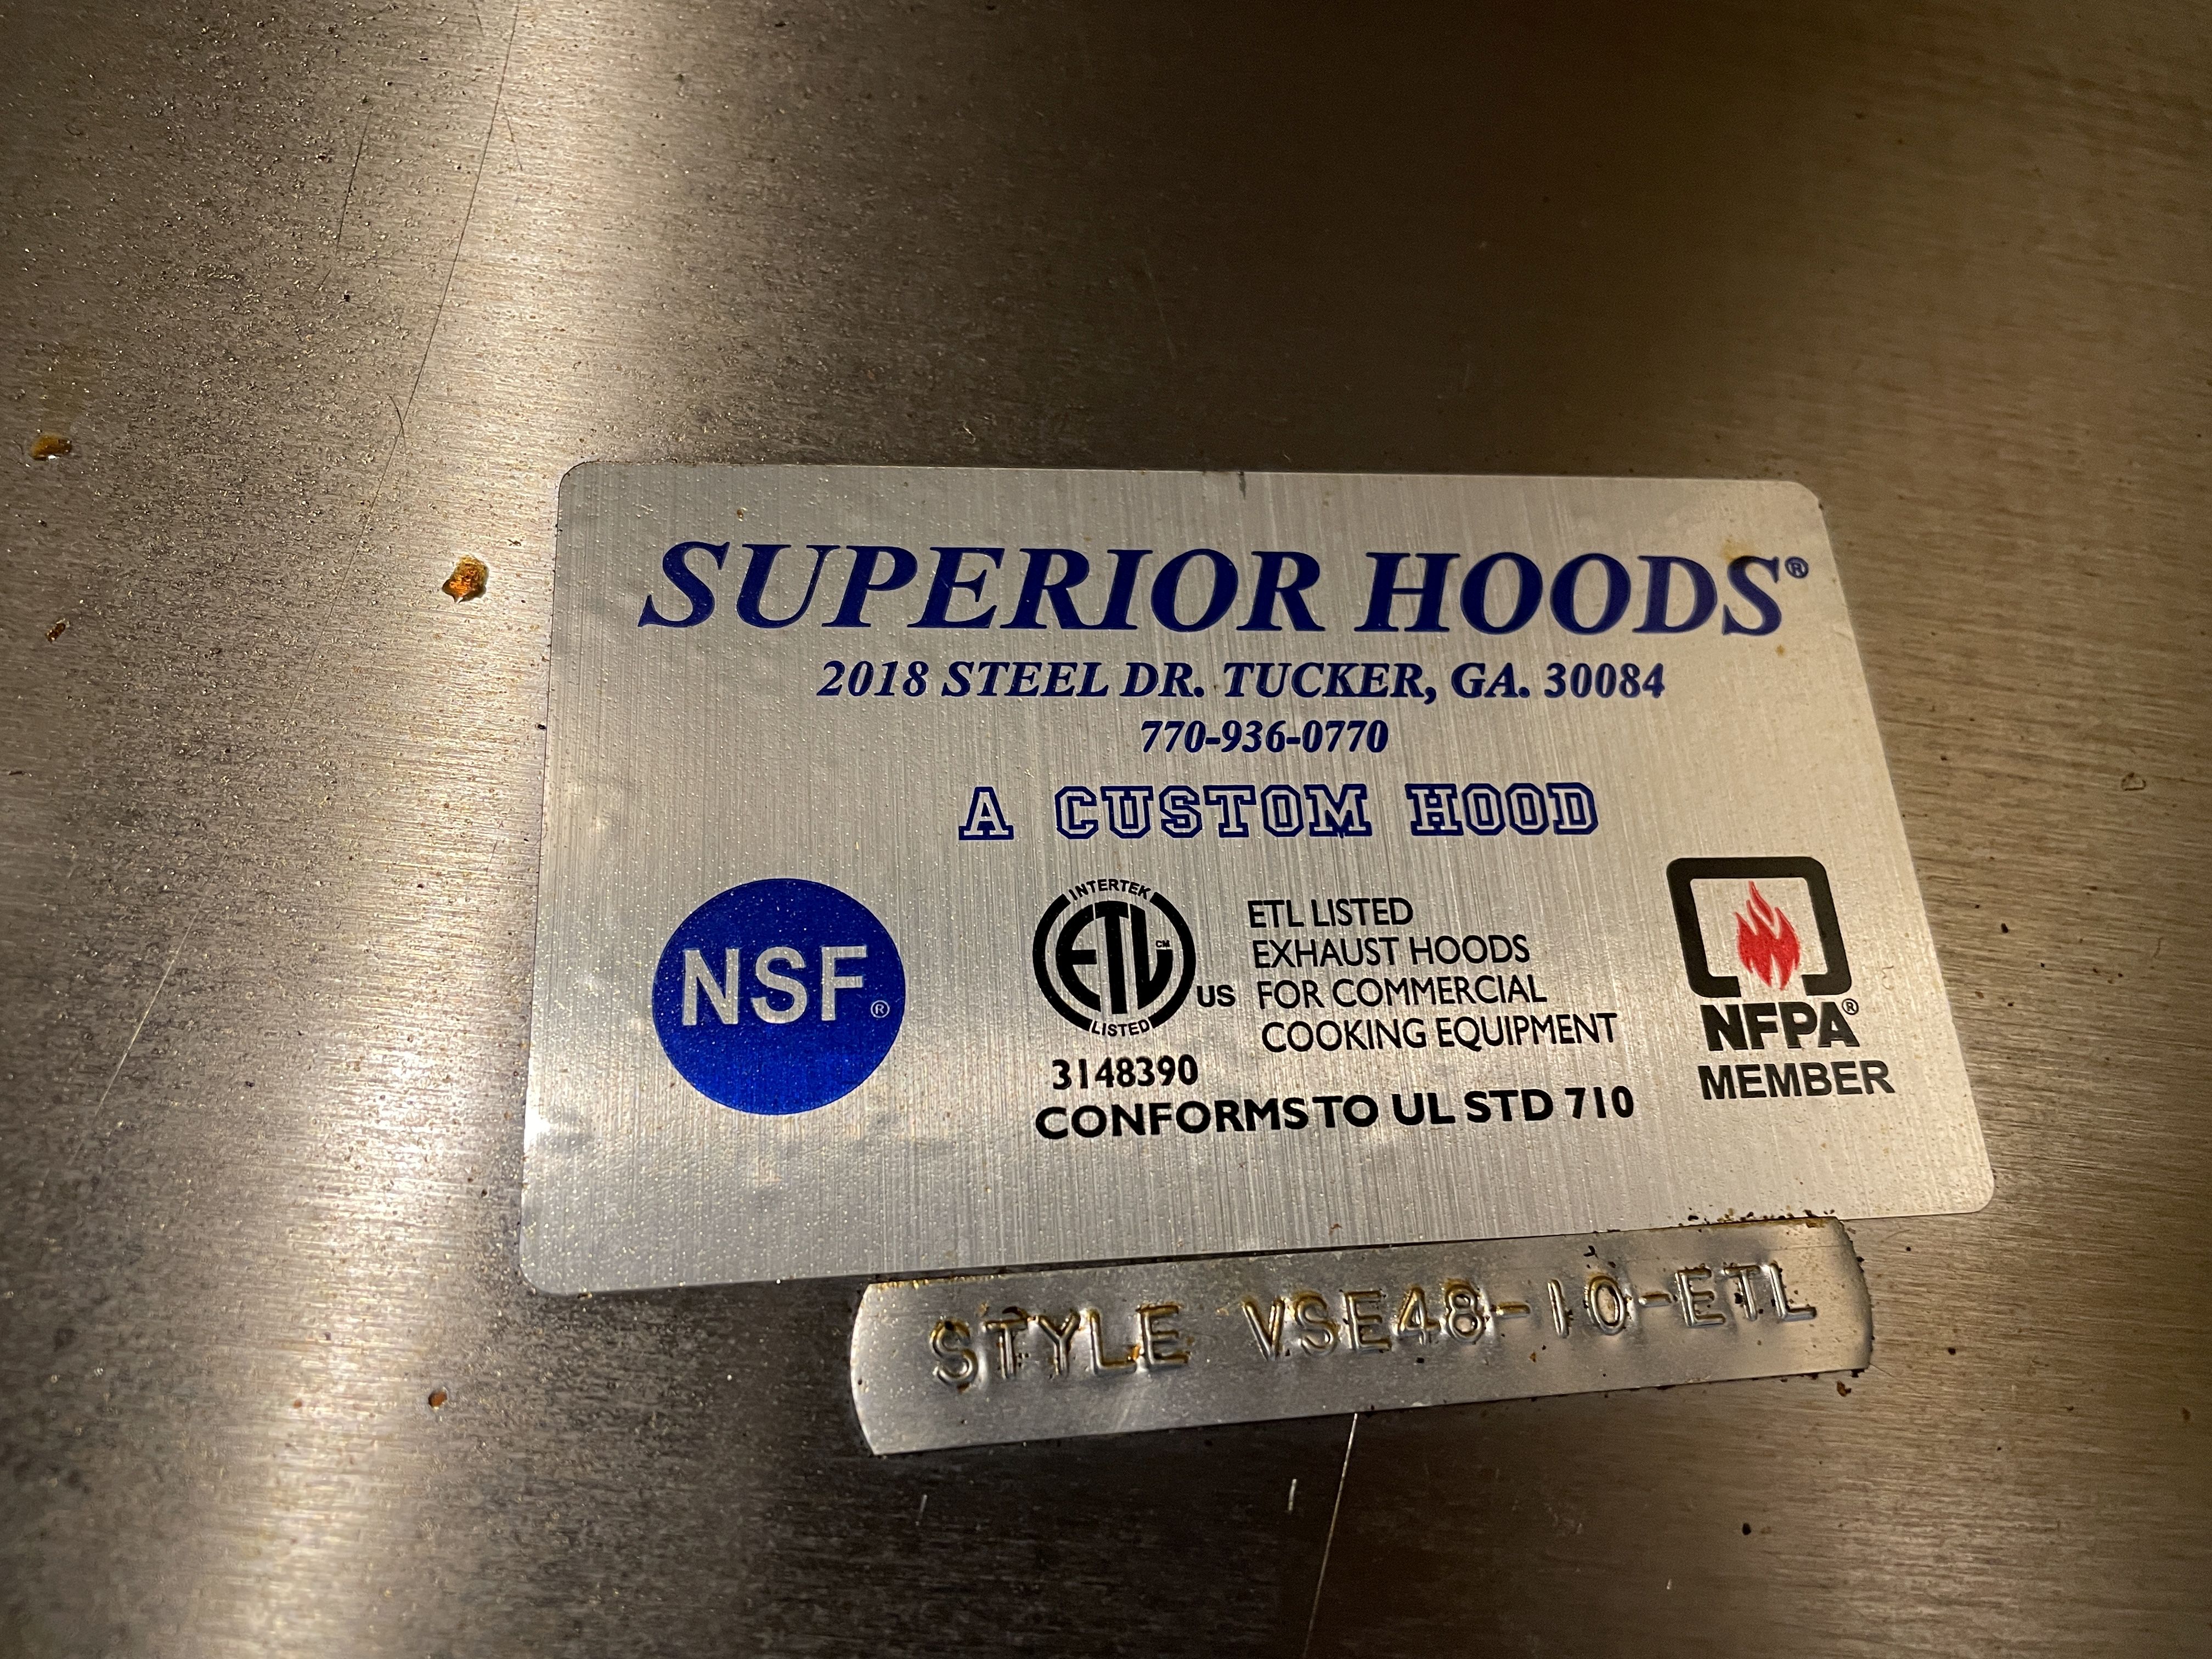 SUPERIOR HOODS®
2018 STEEL DR. TUCKER, GA. 30084
770-936-0770
A CUSTOM HOOD
NSF®
INTERTEK
ETL CM
LISTED
US
3148390
ETL LISTED
EXHAUST HOODS
FOR COMMERCIAL
COOKING EQUIPMENT
CONFORMS TO UL STD 710
NFPA®
MEMBER
STYLE VSE48-10-ETL